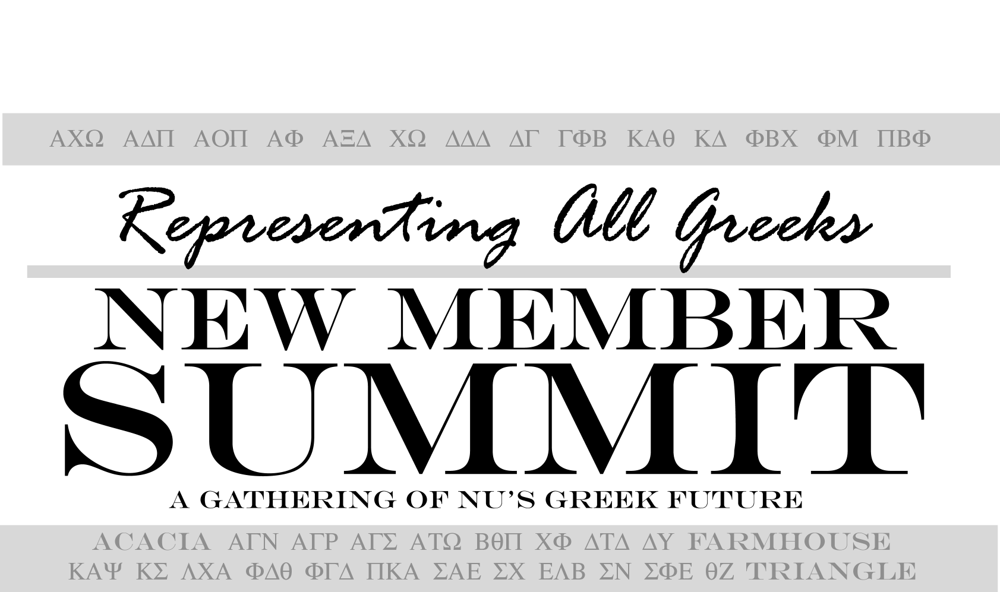 ΑΧΩ ΑΔΠ ΑΟΠ ΑΦ ΑΞΔ ΧΩ ΔΔΔ ΔΓ ΓΦΒ ΚΑθ ΚΔ ΦΒΧ ΦΜ ΠΒΦ
Representing All Greeks
NEW MEMBER
SUMMIT
A GATHERING OF NU'S GREEK FUTURE
ACACIA ΑΓΝ ΑΓΡ ΑΓΣ ΑΤΩ ΒθΠ ΧΦ ΔΤΔ ΔΥ FARMHOUSE
ΚΑΨ ΚΣ ΛΧΑ ΦΔθ ΦΓΔ ΠΚΑ ΣΑΕ ΣΧ ΕΛΒ ΣΝ ΣΦΕ θΖ TRIANGLE